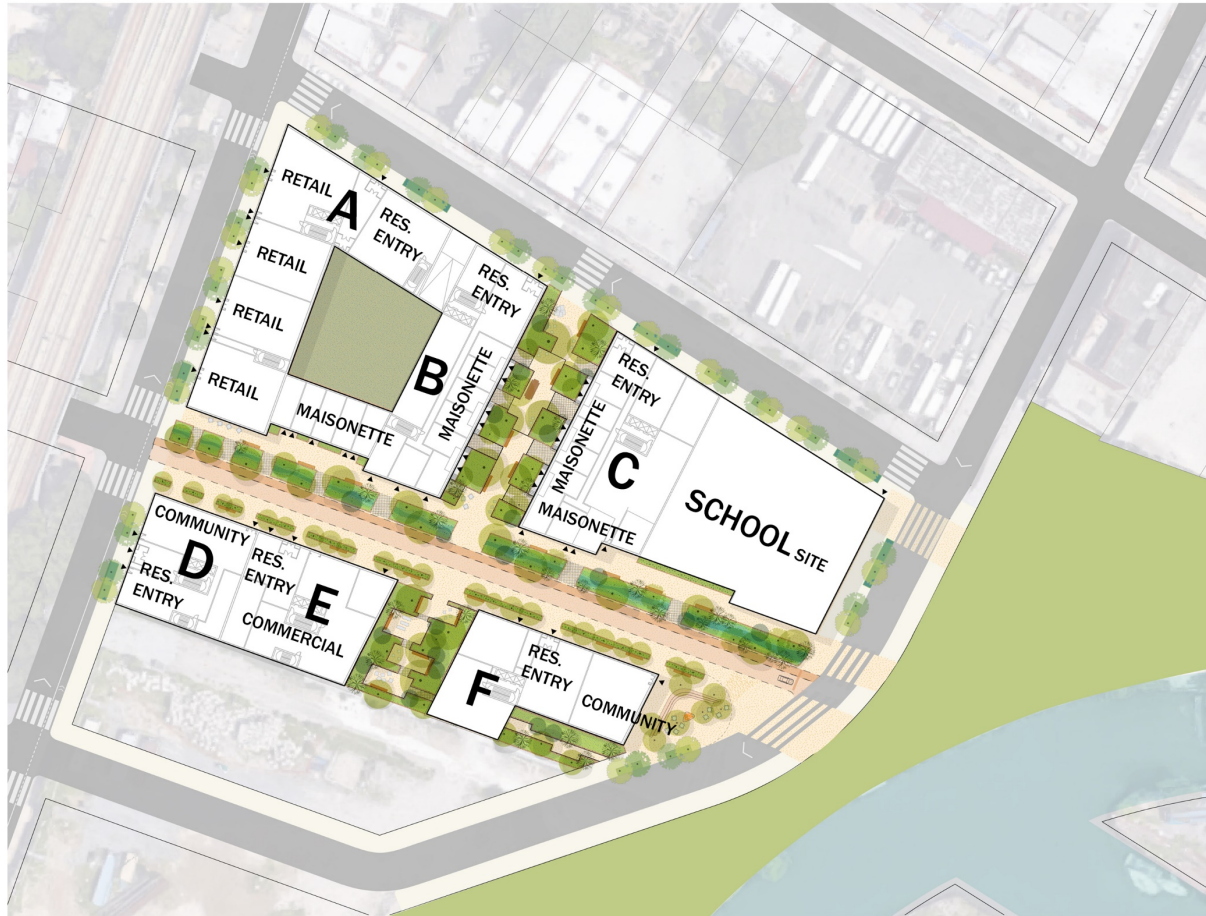 RETAIL
A
RES.
ENTRY
RES.
ENTRY
RETAIL
RETAIL
B
RETAIL
MAISONETTE
MAISONETTE
RES.
ENTRY
MAISONETTE
C
MAISONETTE
SCHOOL SITE
COMMUNITY
D
RES.
ENTRY
RES.
ENTRY
E
COMMERCIAL
F
RES.
ENTRY
COMMUNITY